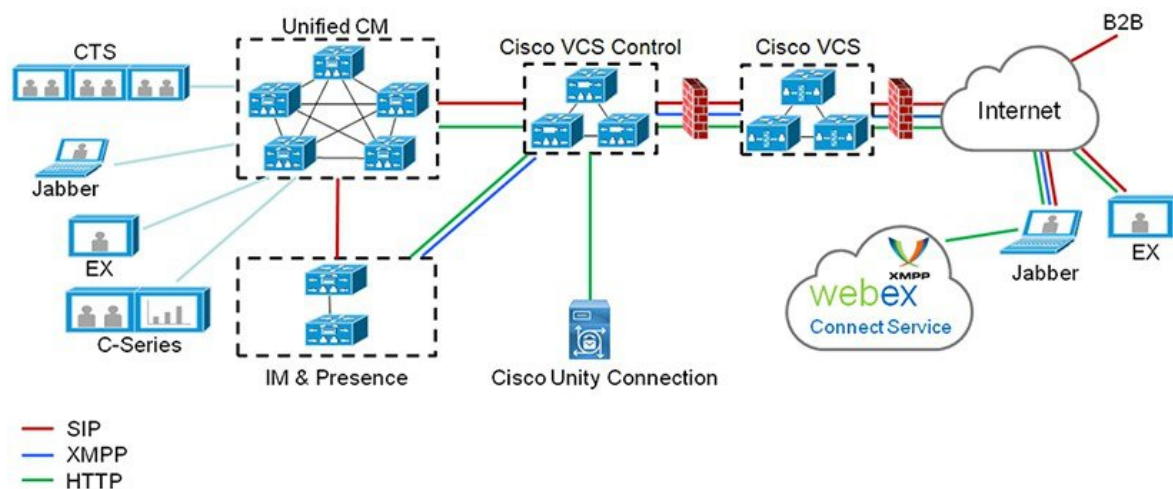 Unified CM
CTS
Cisco VCS Control
Cisco VCS
B2B
Internet
Jabber
EX
C-Series
IM & Presence
Cisco Unity Connection
XMPP
webex
Connect Service
Jabber
EX
SIP
XMPP
HTTP